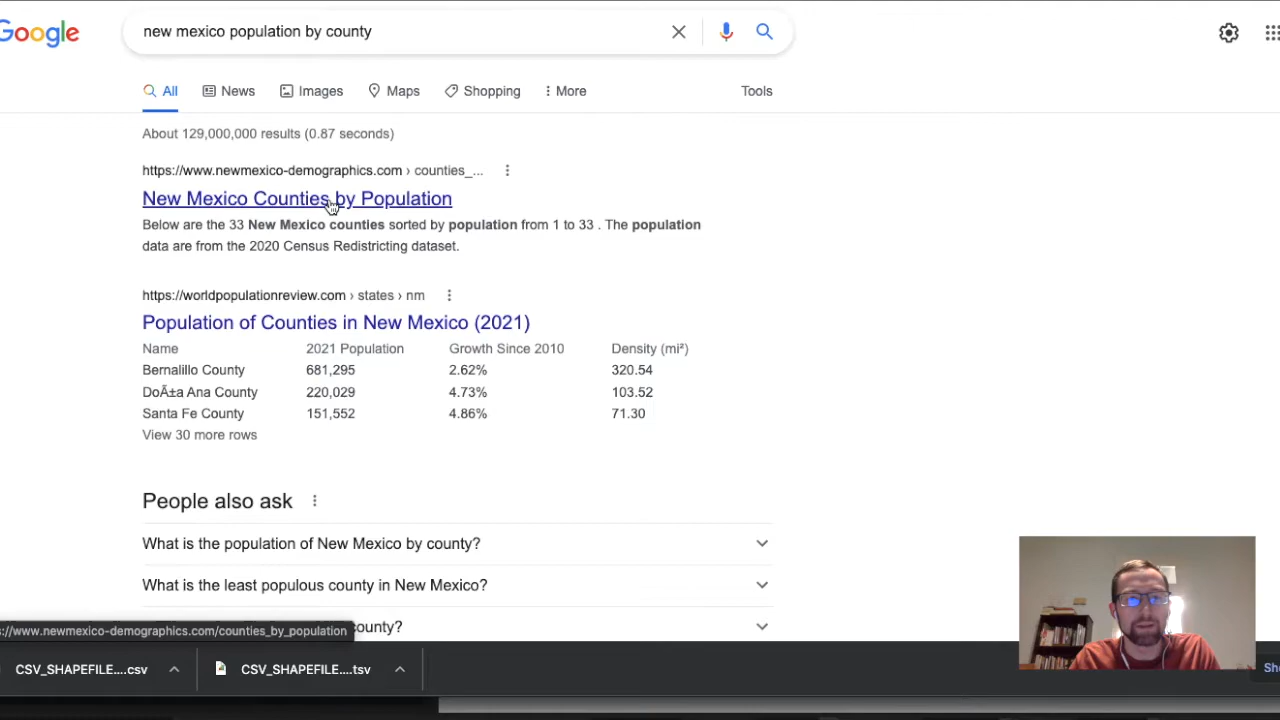 Google
new mexico population by county
All News Images Maps Shopping More Tools
About 129,000,000 results (0.87 seconds)
https://www.newmexico-demographics.com › counties_...
New Mexico Counties by Population
Below are the 33 New Mexico counties sorted by population from 1 to 33 . The population
data are from the 2020 Census Redistricting dataset.
https://worldpopulationreview.com › states › nm
Population of Counties in New Mexico (2021)
Name 2021 Population Growth Since 2010 Density (mi²)
Bernalillo County 681,295 2.62% 320.54
DoÃ±a Ana County 220,029 4.73% 103.52
Santa Fe County 151,552 4.86% 71.30
View 30 more rows
People also ask
What is the population of New Mexico by county?
What is the least populous county in New Mexico?
county?
s://www.newmexico-demographics.com/counties_by_population
CSV_SHAPEFILE....csv CSV_SHAPEFILE....tsv